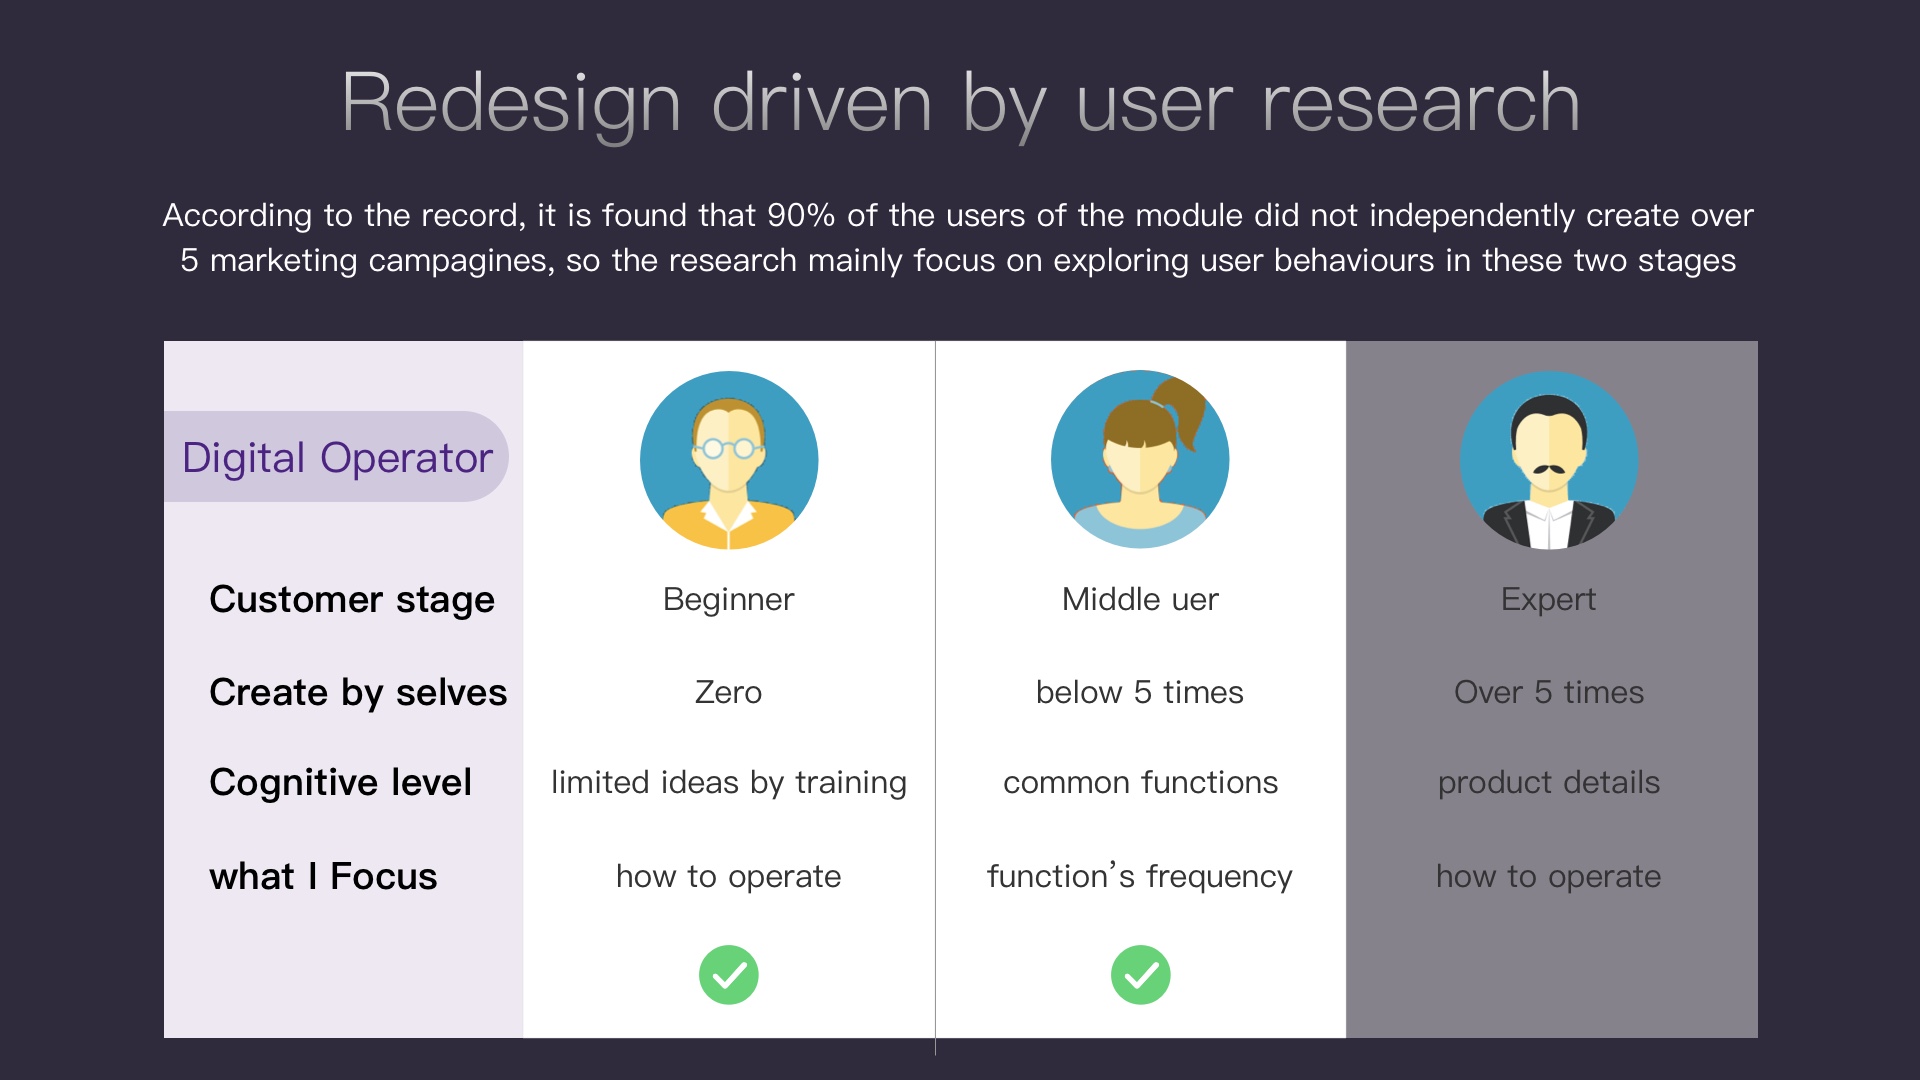 Redesign driven by user research
According to the record, it is found that 90% of the users of the module did not independently create over
5 marketing campagines, so the research mainly focus on exploring user behaviours in these two stages
Digital Operator
Customer stage Beginner Middle uer Expert
Create by selves Zero below 5 times Over 5 times
Cognitive level limited ideas by training common functions product details
what I Focus how to operate function’s frequency how to operate